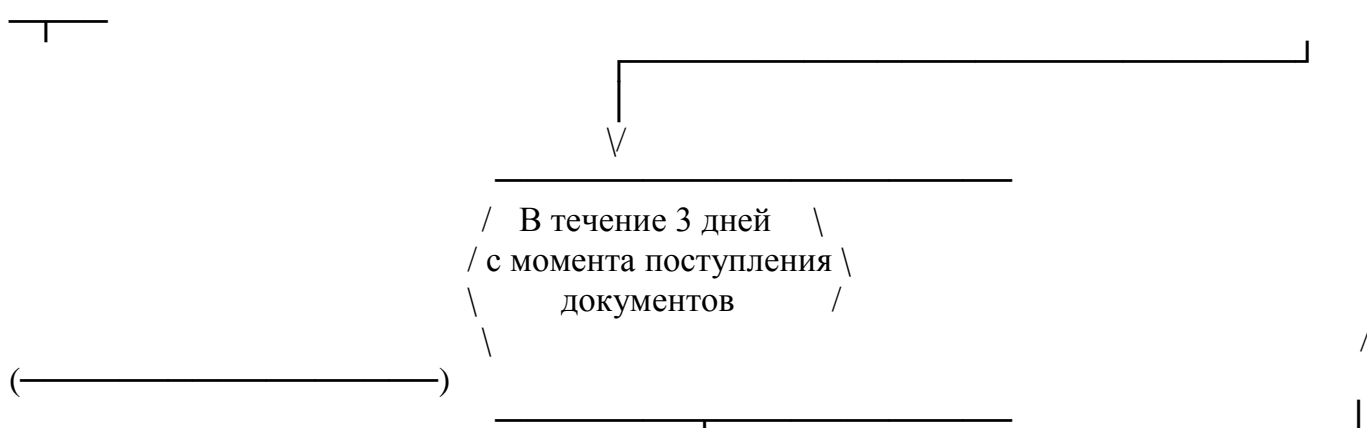 В течение 3 дней
с момента поступления
документов